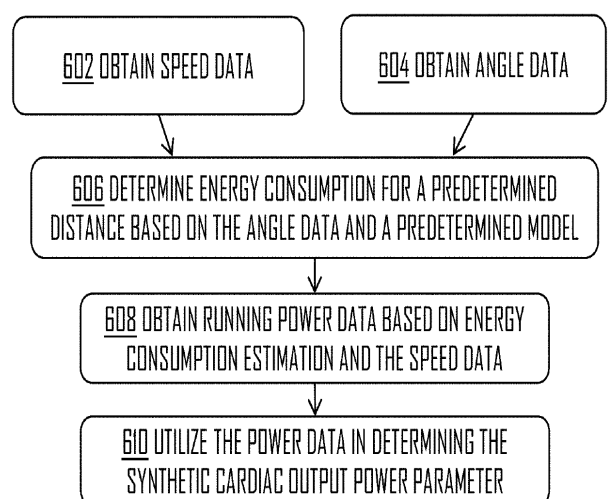 602 OBTAIN SPEED DATA
604 OBTAIN ANGLE DATA
606 DETERMINE ENERGY CONSUMPTION FOR A PREDETERMINED
DISTANCE BASED ON THE ANGLE DATA AND A PREDETERMINED MODEL
608 OBTAIN RUNNING POWER DATA BASED ON ENERGY
CONSUMPTION ESTIMATION AND THE SPEED DATA
610 UTILIZE THE POWER DATA IN DETERMINING THE
SYNTHETIC CARDIAC OUTPUT POWER PARAMETER